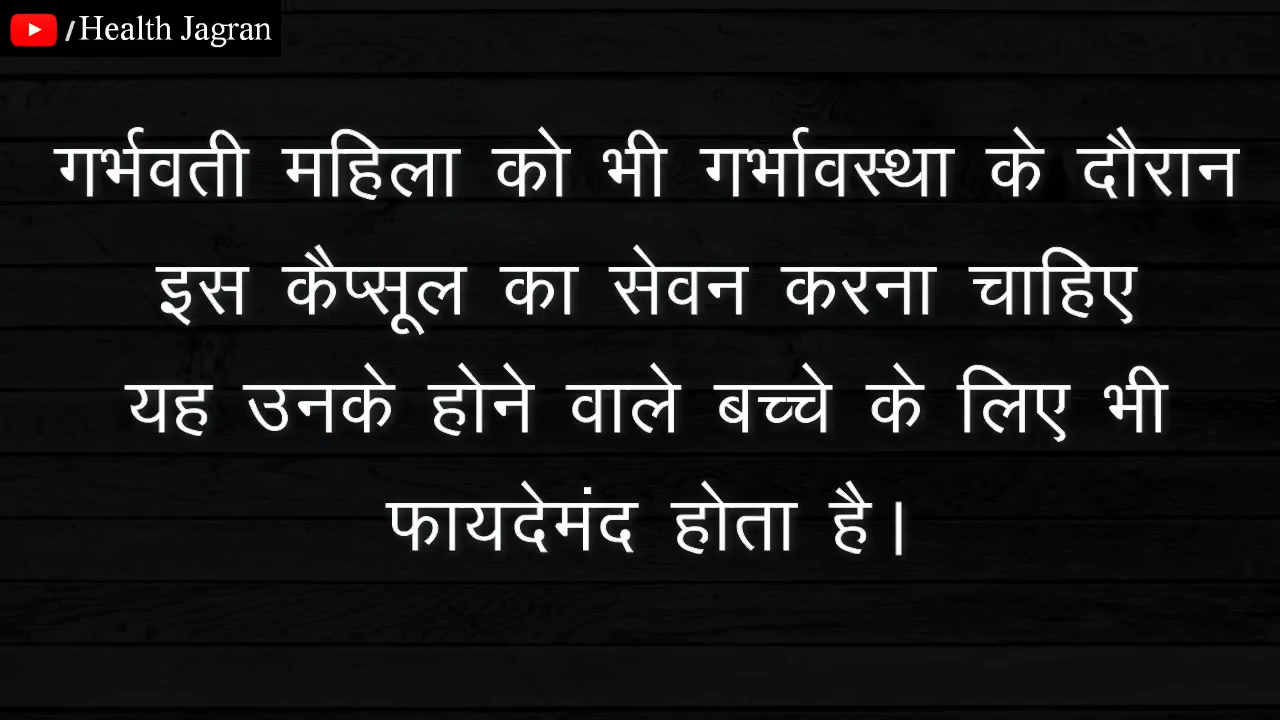 /Health Jagran
गर्भवती महिला को भी गर्भावस्था के दौरान
इस कैप्सूल का सेवन करना चाहिए
यह उनके होने वाले बच्चे के लिए भी
फायदेमंद होता है।